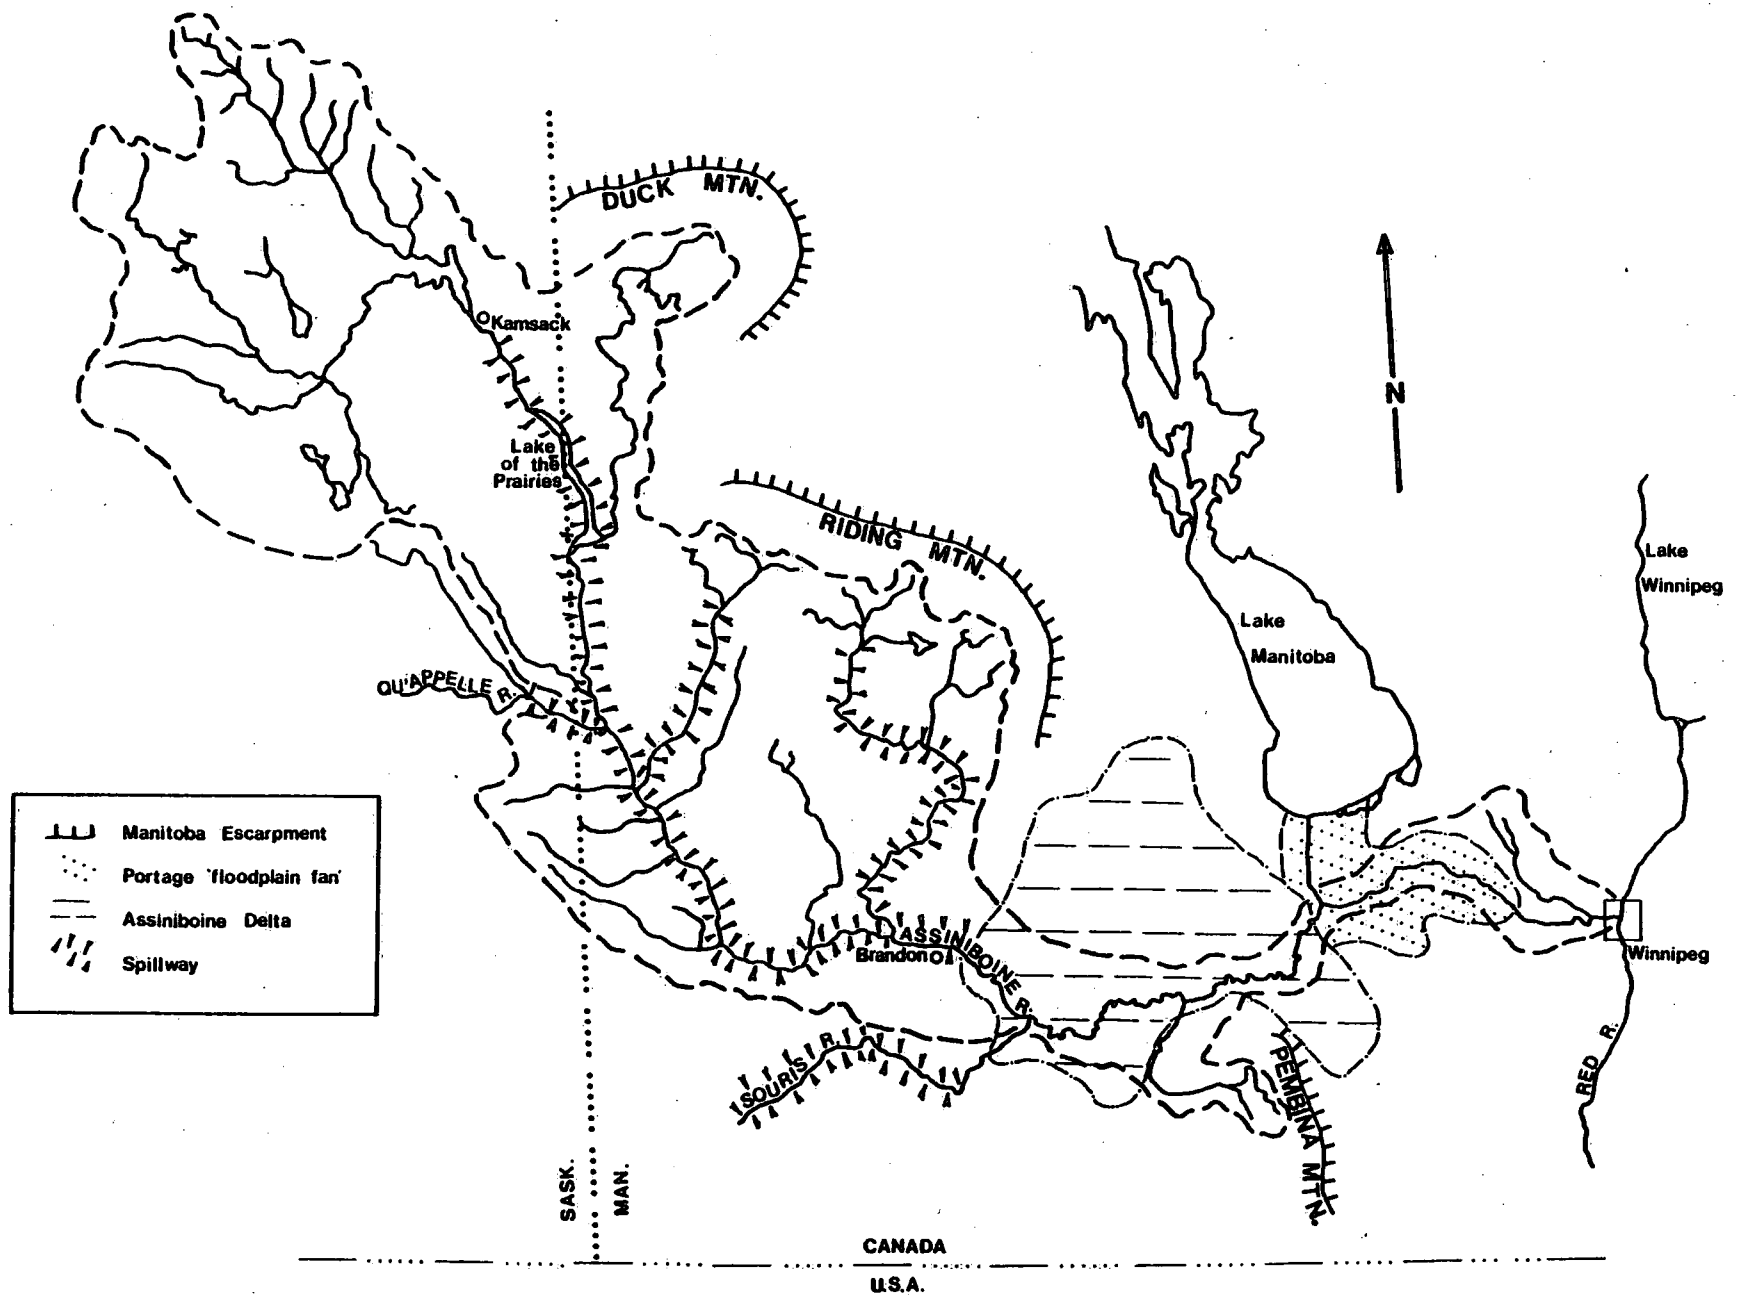 DUCK MTN.
Kamsack
N
Lake
of the
Prairies
RIDING MTN.
Lake
Winnipeg
Lake
Manitoba
QU'APPELLE R.
Manitoba Escarpment
Portage 'floodplain fan'
Assiniboine Delta
Spillway
ASSINIBOINE R.
Brandon
Winnipeg
SOURIS R.
RED R.
PEMBINA MTN.
SASK.
MAN.
CANADA
U.S.A.